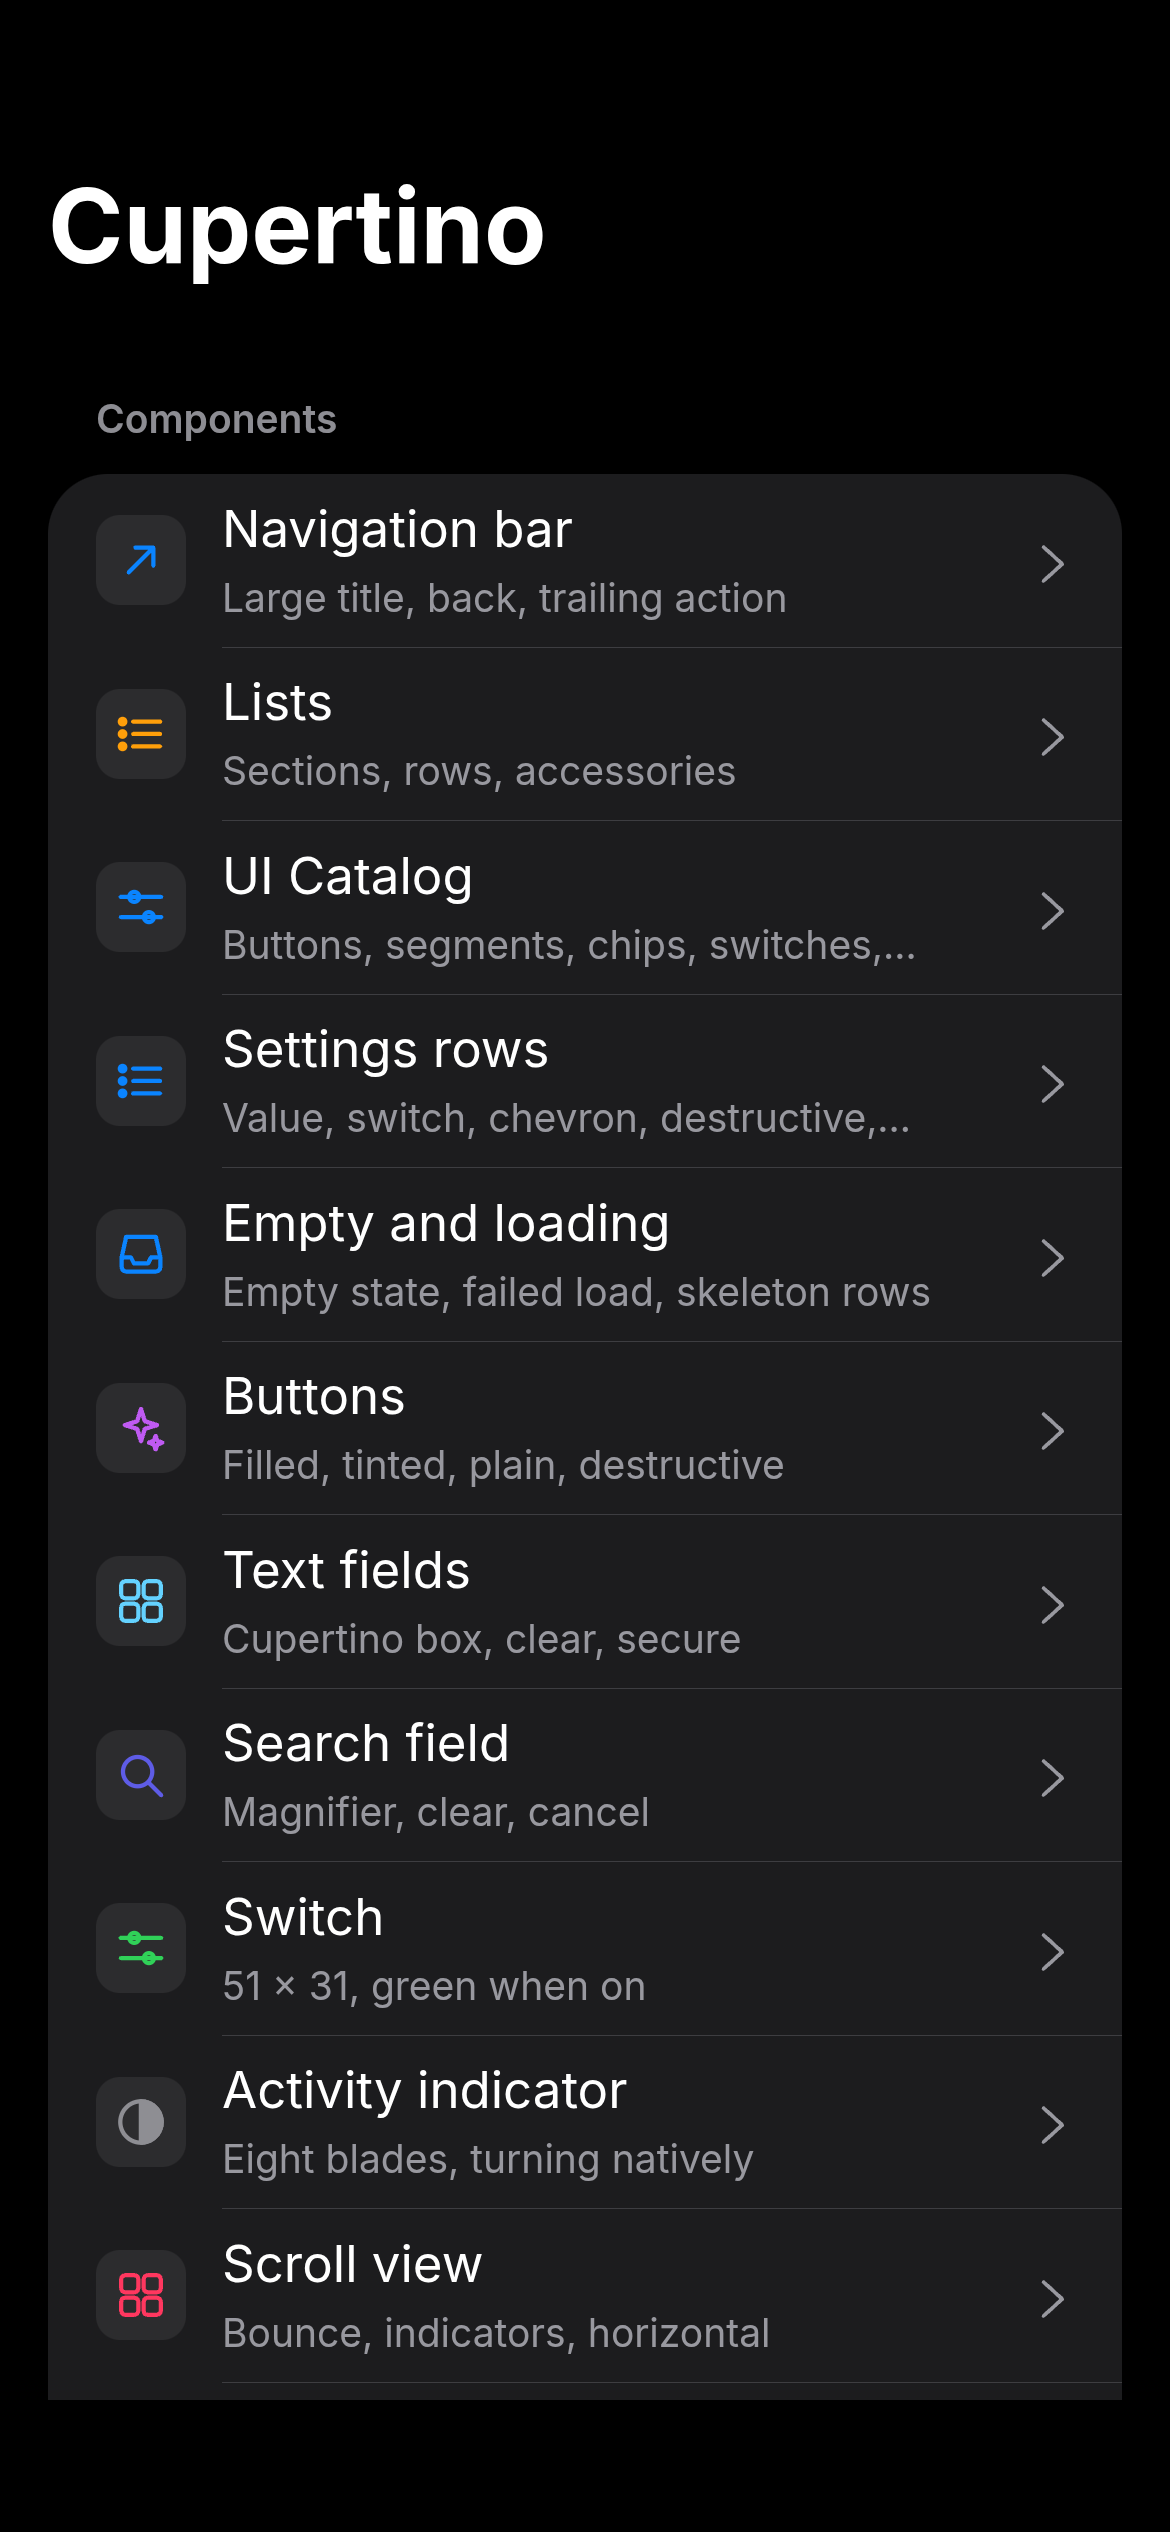 Cupertino
Components
Navigation bar
Large title, back, trailing action
Lists
Sections, rows, accessories
UI Catalog
Buttons, segments, chips, switches,...
Settings rows
Value, switch, chevron, destructive,...
Empty and loading
Empty state, failed load, skeleton rows
Buttons
Filled, tinted, plain, destructive
Text fields
Cupertino box, clear, secure
Search field
Magnifier, clear, cancel
Switch
51 × 31, green when on
Activity indicator
Eight blades, turning natively
Scroll view
Bounce, indicators, horizontal